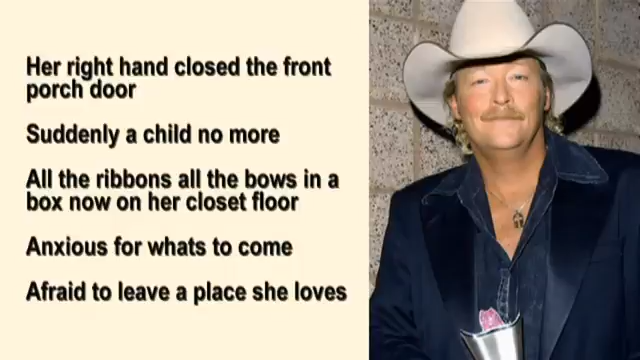 Her right hand closed the front
porch door
Suddenly a child no more
All the ribbons all the bows in a
box now on her closet floor
Anxious for whats to come
Afraid to leave a place she loves